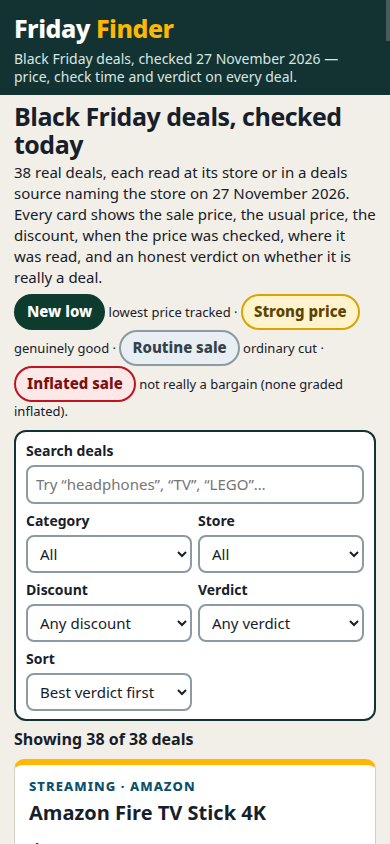 Friday Finder
Black Friday deals, checked 27 November 2026 —
price, check time and verdict on every deal.
Black Friday deals, checked
today
38 real deals, each read at its store or in a deals
source naming the store on 27 November 2026.
Every card shows the sale price, the usual price, the
discount, when the price was checked, where it
was read, and an honest verdict on whether it is
really a deal.
New low lowest price tracked · Strong price
genuinely good · Routine sale ordinary cut ·
Inflated sale not really a bargain (none graded
inflated).
Search deals
Try “headphones”, “TV”, “LEGO”…
Category Store
All All
Discount Verdict
Any discount Any verdict
Sort
Best verdict first
Showing 38 of 38 deals
STREAMING · AMAZON
Amazon Fire TV Stick 4K